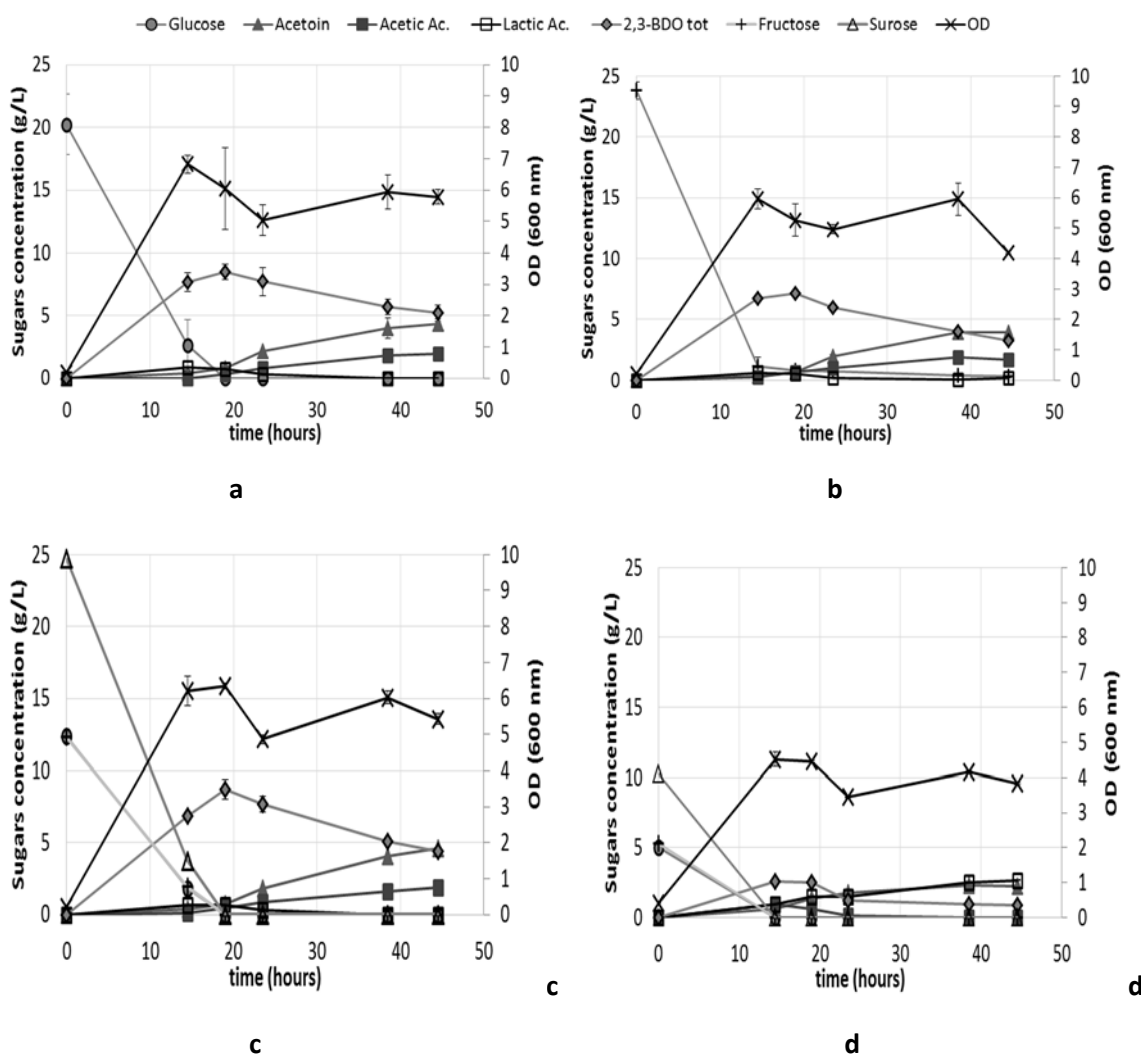 Glucose Acetoin Acetic Ac. Lactic Ac. 2,3-BDO tot Fructose Surose OD
25 20 15 10 5 0
Sugars concentration (g/L)
0 10 20 30 40 50
time (hours)
10 9 8 7 6 5 4 3 2 1 0
OD (600 nm)
a
25 20 15 10 5 0
Sugars concentration (g/L)
0 10 20 30 40 50
time (hours)
10 9 8 7 6 5 4 3 2 1 0
OD (600 nm)
b
25 20 15 10 5 0
Sugars concentration (g/L)
0 10 20 30 40 50
time (hours)
10 9 8 7 6 5 4 3 2 1 0
OD (600 nm)
c
c
25 20 15 10 5 0
Sugars concentration (g/L)
0 10 20 30 40 50
time (hours)
10 9 8 7 6 5 4 3 2 1 0
OD (600 nm)
d
d